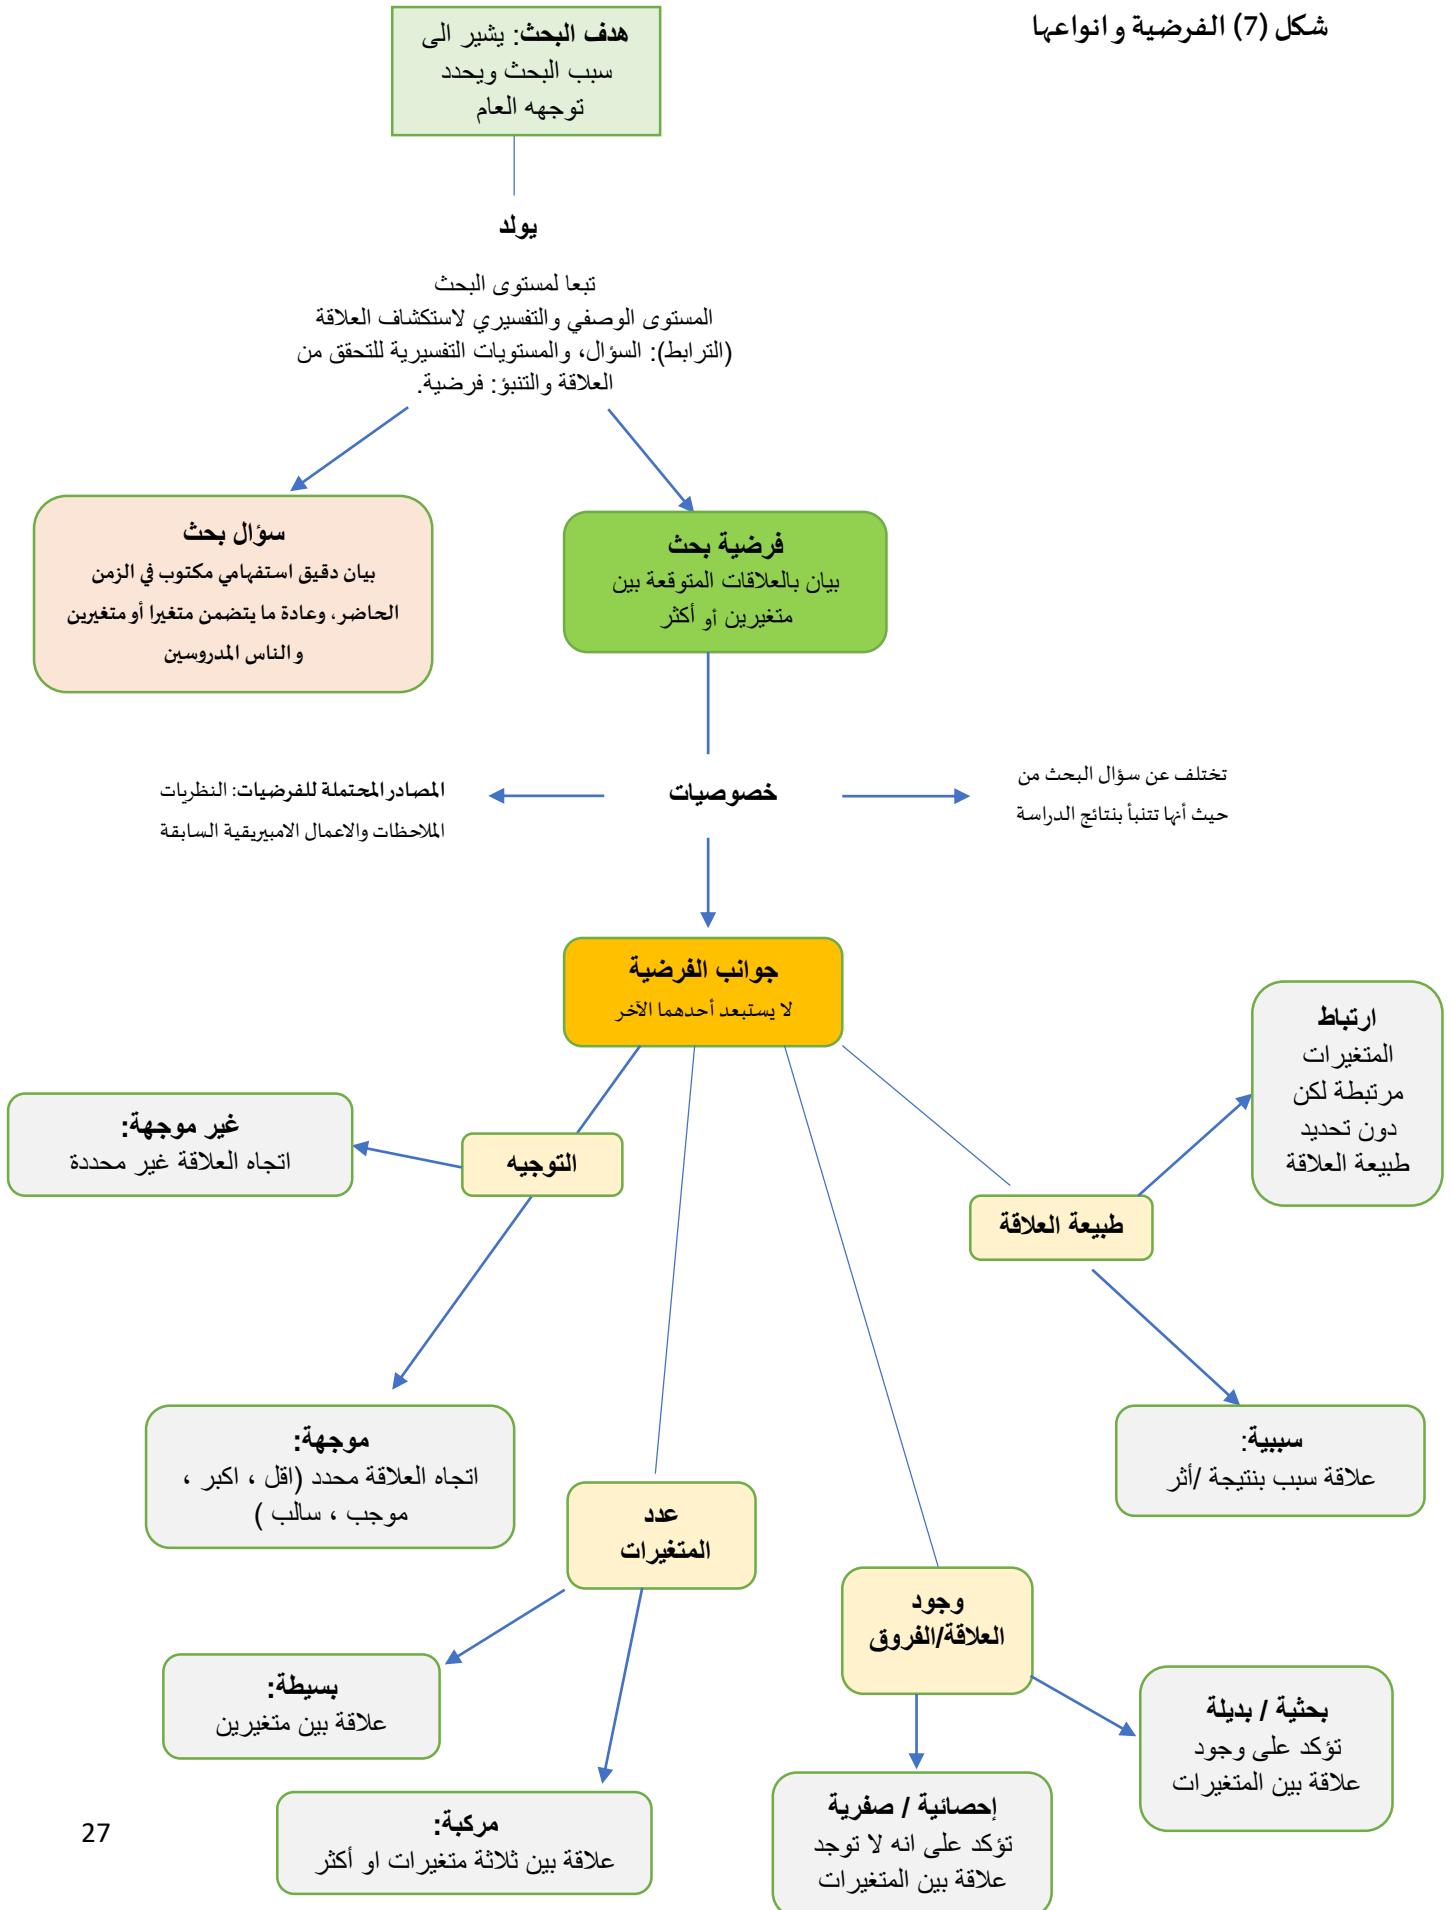 شكل (7) الفرضية وانواعها
هدف البحث: يشير الى
سبب البحث ويحدد
توجهه العام
يولد
تبعا لمستوى البحث
المستوى الوصفي والتفسيري لاستكشاف العلاقة
(الترابط): السؤال، والمستويات التفسيرية للتحقق من
العلاقة والتنبؤ: فرضية.
فرضية بحث
بيان بالعلاقات المتوقعة بين
متغيرين أو أكثر
سؤال بحث
بيان دقيق استفهامي مكتوب في الزمن
الحاضر، وعادة ما يتضمن متغيرا أو متغيرين
والناس المدروسين
تختلف عن سؤال البحث من
حيث أنها تتنبأ بنتائج الدراسة
خصوصيات
المصادر المحتملة للفرضيات: النظريات
الملاحظات والاعمال الامبيريقية السابقة
جوانب الفرضية
لا يستبعد أحدهما الآخر
ارتباط
المتغيرات
مرتبطة لكن
دون تحديد
طبيعة العلاقة
طبيعة العلاقة
التوجيه
غير موجهة:
اتجاه العلاقة غير محددة
سببية:
علاقة سبب بنتيجة /أثر
موجهة:
اتجاه العلاقة محدد (اقل ، اكبر ،
موجب ، سالب )
عدد
المتغيرات
وجود
العلاقة/الفروق
بحثية / بديلة
تؤكد على وجود
علاقة بين المتغيرات
بسيطة:
علاقة بين متغيرين
إحصائية / صفرية
تؤكد على انه لا توجد
علاقة بين المتغيرات
مركبة:
علاقة بين ثلاثة متغيرات او أكثر
27